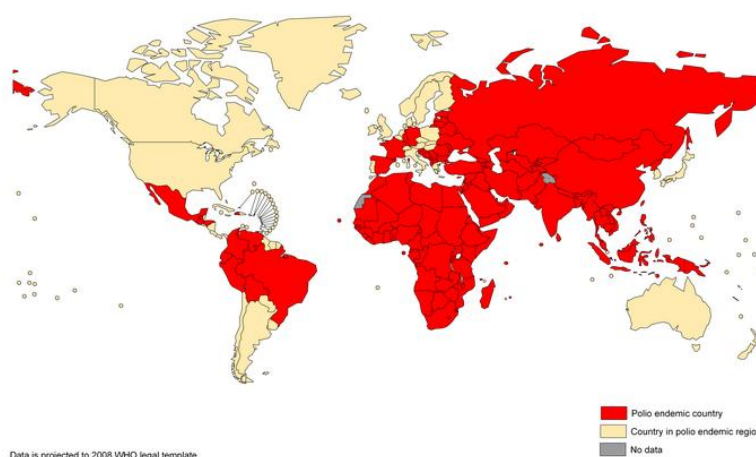 Polio endemic country
Country in polio endemic regio
No data
Data is projected to 2008 WHO legal template